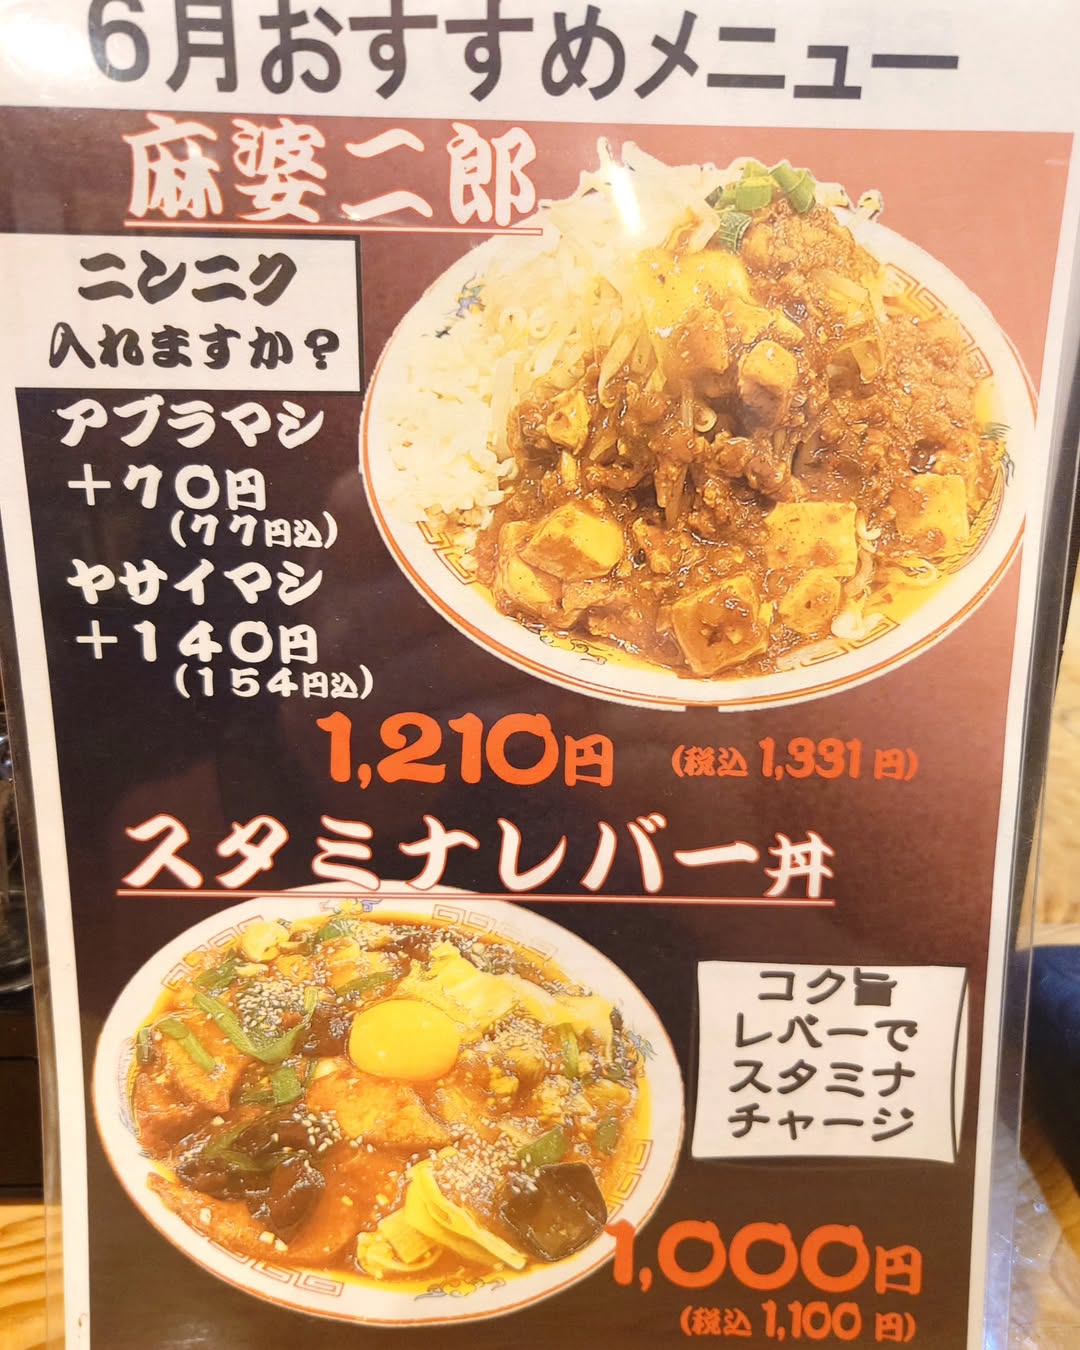 6月おすすめメニュー
麻婆二郎
ニンニク
入れますか?
アブラマシ
+70円
(77円込)
ヤサイマシ
+140円
(154円込)
1,210円 (税込 1,331円)
スタミナレバー丼
コク旨
レバーで
スタミナ
チャージ
1,000円
(税込 1,100円)